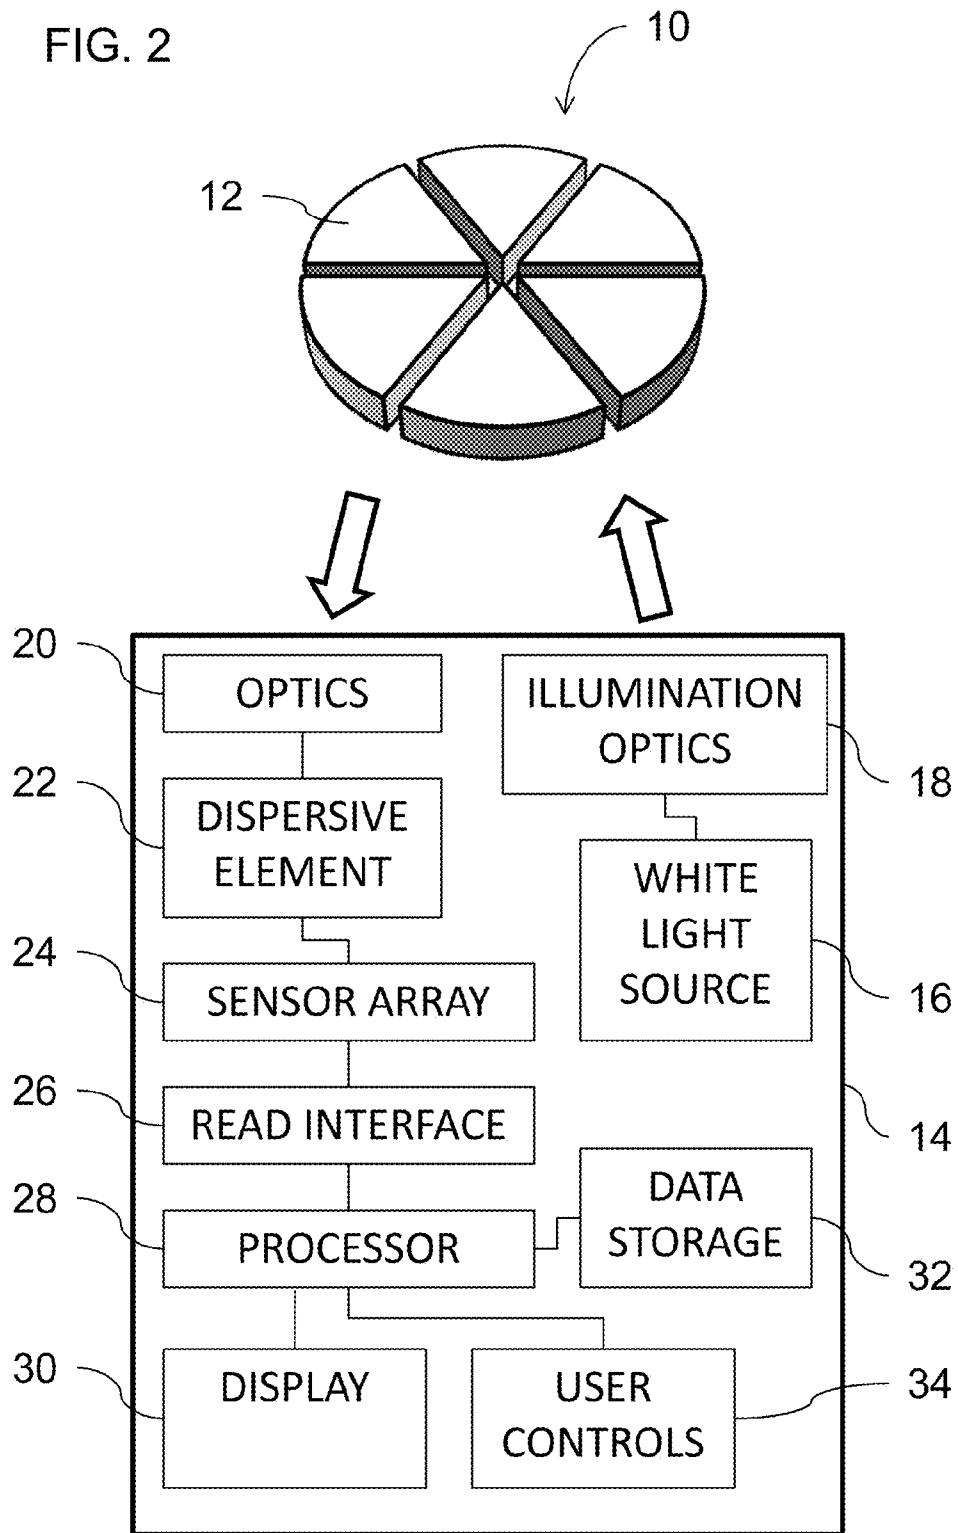 FIG. 2
10
12
20
OPTICS
ILLUMINATION
OPTICS
18
22
DISPERSIVE
ELEMENT
WHITE
LIGHT
SOURCE
16
24
SENSOR ARRAY
26
READ INTERFACE
14
28
PROCESSOR
DATA
STORAGE
32
30
DISPLAY
USER
CONTROLS
34